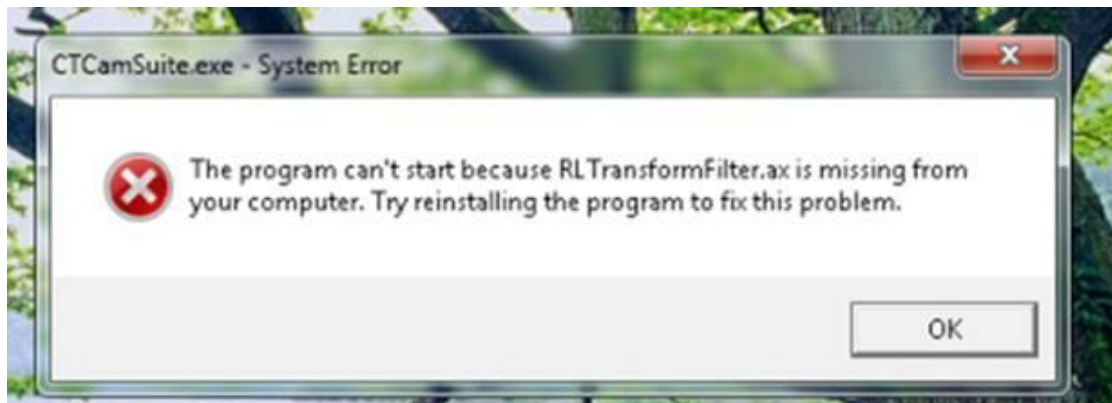 CTCamSuite.exe - System Error
The program can't start because RLTransformFilter.ax is missing from
your computer. Try reinstalling the program to fix this problem.
OK